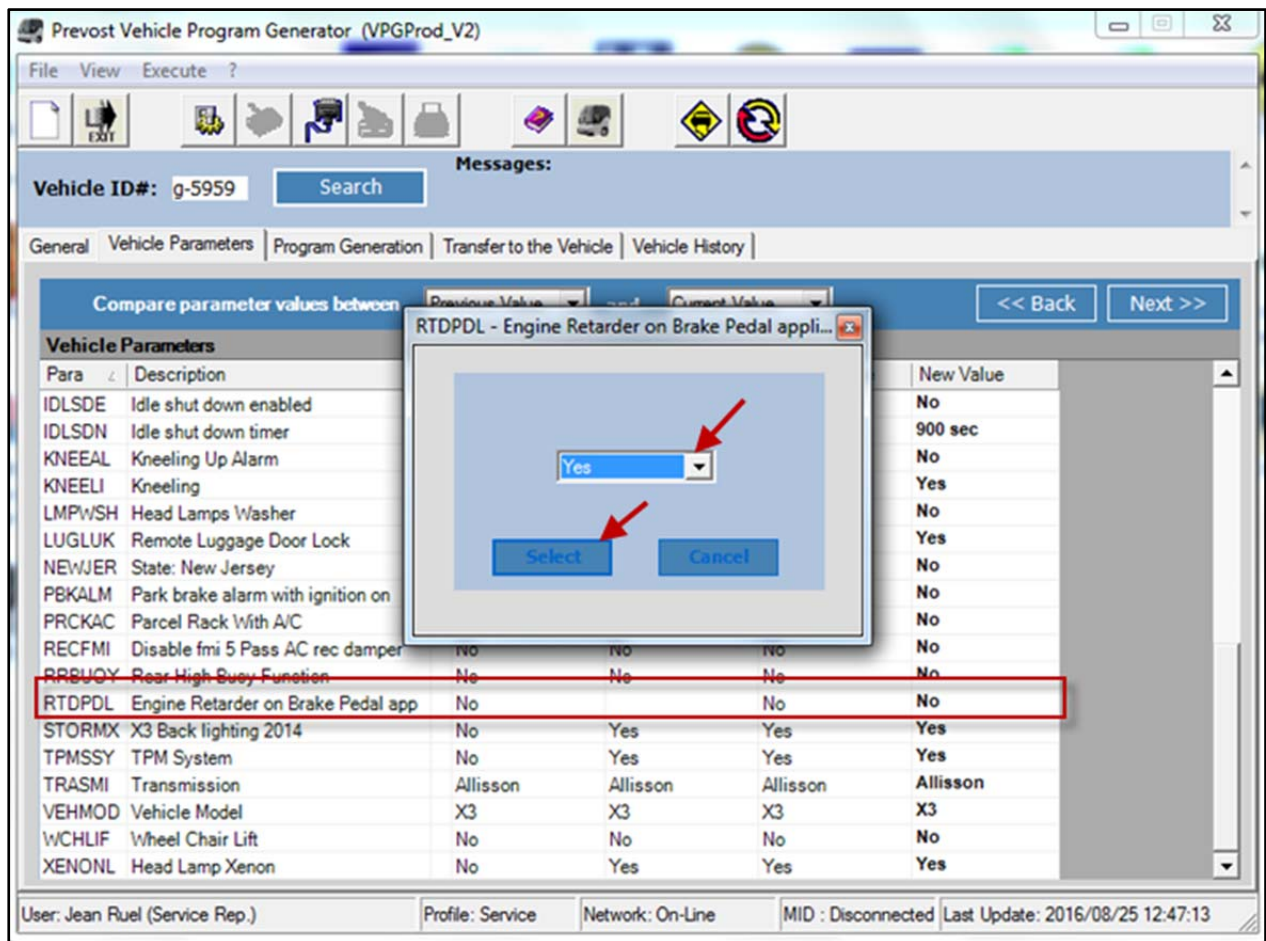 Prevost Vehicle Program Generator (VPGProd_V2)
File View Execute ?
EXIT
Messages:
Vehicle ID#: g-5959 Search
General Vehicle Parameters Program Generation Transfer to the Vehicle Vehicle History
Compare parameter values between Previous Value and Current Value << Back Next >>
RTDPDL - Engine Retarder on Brake Pedal appli...
Yes
Select Cancel
Vehicle Parameters
Para Description New Value
IDLSDE Idle shut down enabled No
IDLSDN Idle shut down timer 900 sec
KNEEAL Kneeling Up Alarm No
KNEELI Kneeling Yes
LMPWSH Head Lamps Washer No
LUGLUK Remote Luggage Door Lock Yes
NEWJER State: New Jersey No
PBKALM Park brake alarm with ignition on No
PRCKAC Parcel Rack With A/C No
RECFMI Disable fmi 5 Pass AC rec damper No No No No
RRBUOY Rear High Buoy Function No No No No
RTDPDL Engine Retarder on Brake Pedal app No No No
STORMX X3 Back lighting 2014 No Yes Yes Yes
TPMSSY TPM System No Yes Yes Yes
TRASMI Transmission Allisson Allisson Allisson Allisson
VEHMOD Vehicle Model X3 X3 X3 X3
WCHLIF Wheel Chair Lift No No No No
XENONL Head Lamp Xenon No Yes Yes Yes
User: Jean Ruel (Service Rep.) Profile: Service Network: On-Line MID : Disconnected Last Update: 2016/08/25 12:47:13